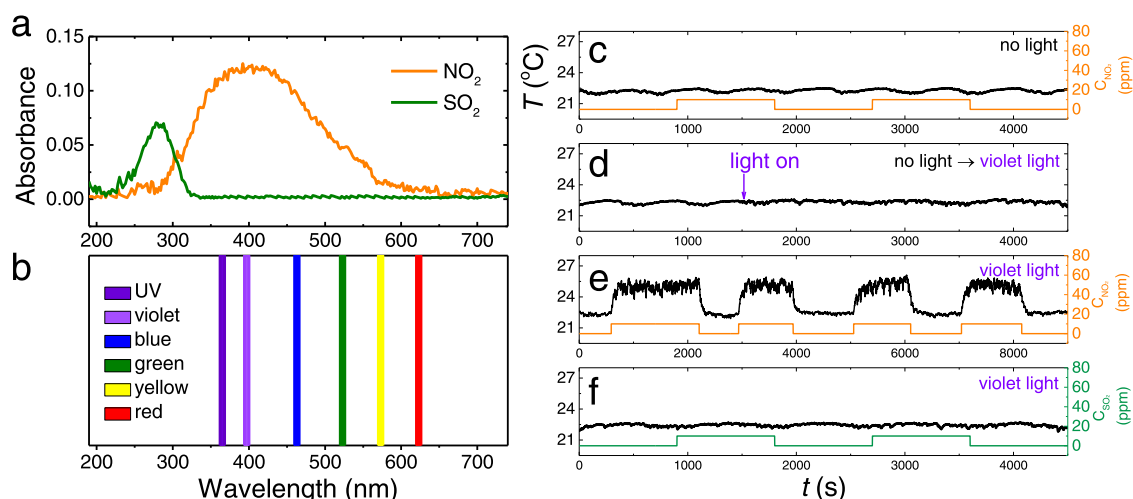 a
0.15
0.10
0.05
0.00
Absorbance
NO₂
SO₂
200 300 400 500 600 700
b
UV
violet
blue
green
yellow
red
200 300 400 500 600 700
Wavelength (nm)
T (°C)
c
no light
27
24
21
80
60
40
20
0
C_NO₂ (ppm)
0 1000 2000 3000 4000
d
light on
no light → violet light
27
24
21
0 1000 2000 3000 4000
e
violet light
27
24
21
80
60
40
20
0
C_NO₂ (ppm)
0 2000 4000 6000 8000
f
violet light
27
24
21
80
60
40
20
0
C_SO₂ (ppm)
0 1000 2000 3000 4000
t (s)